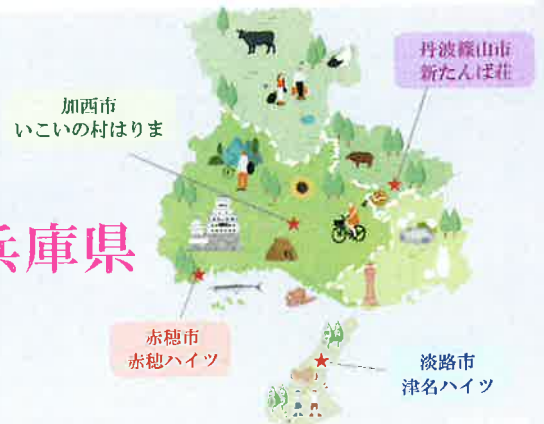 丹波篠山市
新たんぱ荘
加西市
いこいの村はりま
兵庫県
赤穂市
赤穂ハイツ
淡路市
津名ハイツ